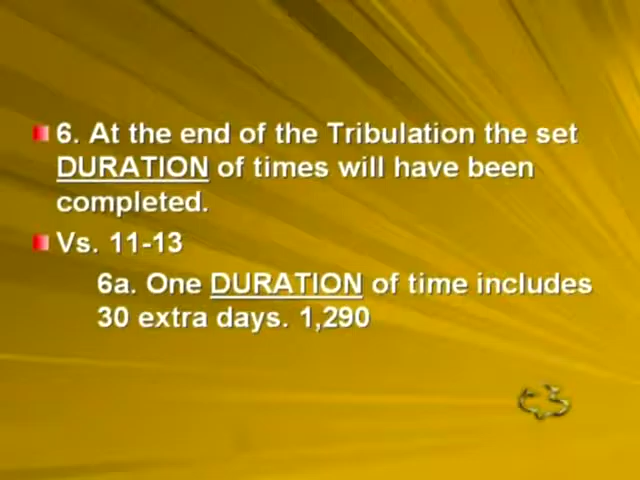 6. At the end of the Tribulation the set
DURATION of times will have been
completed.
Vs. 11-13
6a. One DURATION of time includes
30 extra days. 1,290